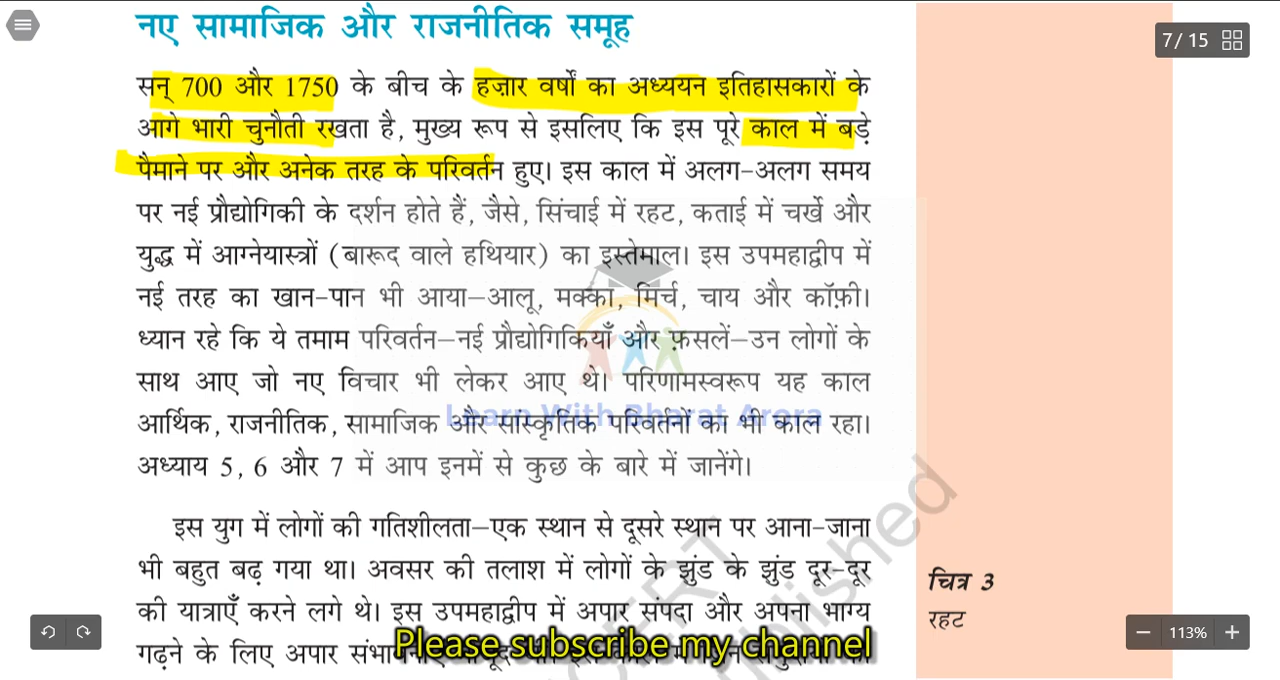 नए सामाजिक और राजनीतिक समूह
7 / 15
सन् 700 और 1750 के बीच के हज़ार वर्षों का अध्ययन इतिहासकारों के
आगे भारी चुनौती रखता है, मुख्य रूप से इसलिए कि इस पूरे काल में बड़े
पैमाने पर और अनेक तरह के परिवर्तन हुए। इस काल में अलग-अलग समय
पर नई प्रौद्योगिकी के दर्शन होते हैं, जैसे, सिंचाई में रहट, कताई में चर्खे और
युद्ध में आग्नेयास्त्रों (बारूद वाले हथियार) का इस्तेमाल। इस उपमहाद्वीप में
नई तरह का खान-पान भी आया—आलू, मक्का, मिर्च, चाय और कॉफ़ी।
ध्यान रहे कि ये तमाम परिवर्तन—नई प्रौद्योगिकियाँ और फ़सलें—उन लोगों के
साथ आए जो नए विचार भी लेकर आए थे। परिणामस्वरूप यह काल
आर्थिक, राजनीतिक, सामाजिक और सांस्कृतिक परिवर्तनों का भी काल रहा।
Learn With Bharat Arora
अध्याय 5, 6 और 7 में आप इनमें से कुछ के बारे में जानेंगे।
इस युग में लोगों की गतिशीलता—एक स्थान से दूसरे स्थान पर आना-जाना
भी बहुत बढ़ गया था। अवसर की तलाश में लोगों के झुंड के झुंड दूर-दूर
की यात्राएँ करने लगे थे। इस उपमहाद्वीप में अपार संपदा और अपना भाग्य
गढ़ने के लिए अपार
Please subscribe my channel
चित्र 3
रहट
113%